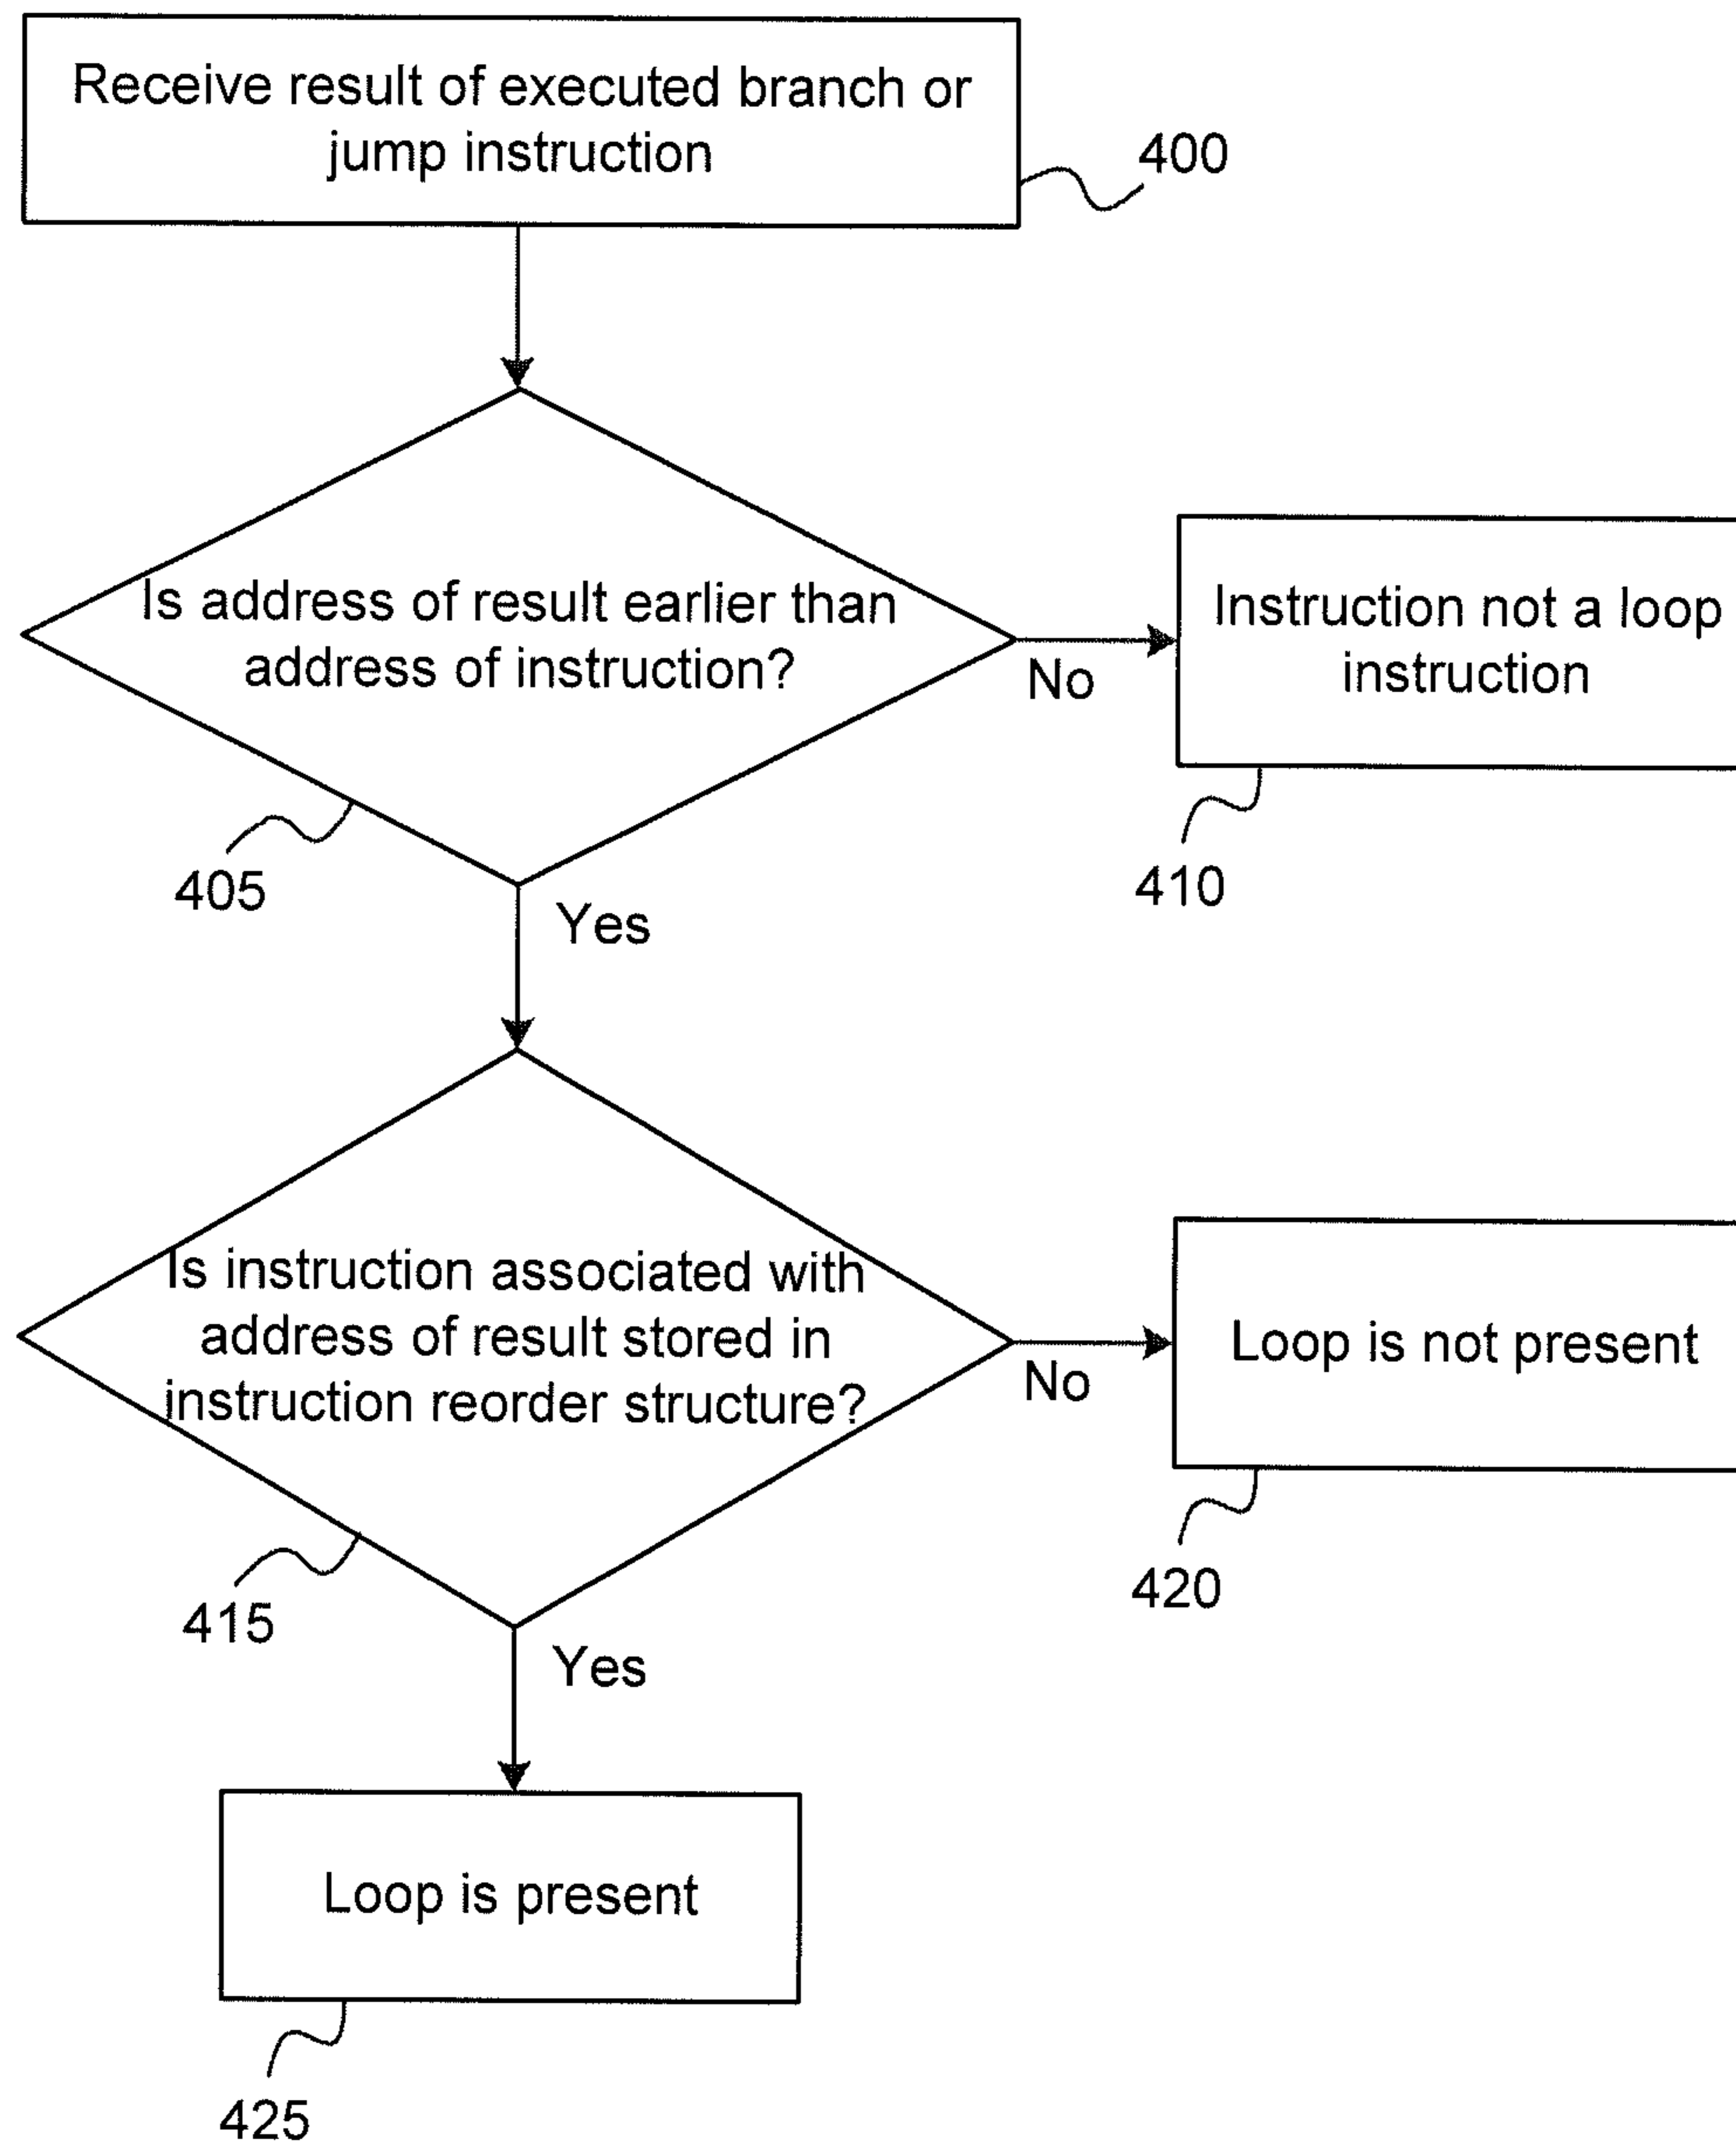 Receive result of executed branch or
jump instruction
400
Is address of result earlier than
address of instruction?
No
Instruction not a loop
instruction
405
410
Yes
Is instruction associated with
address of result stored in
instruction reorder structure?
No
Loop is not present
415
420
Yes
Loop is present
425